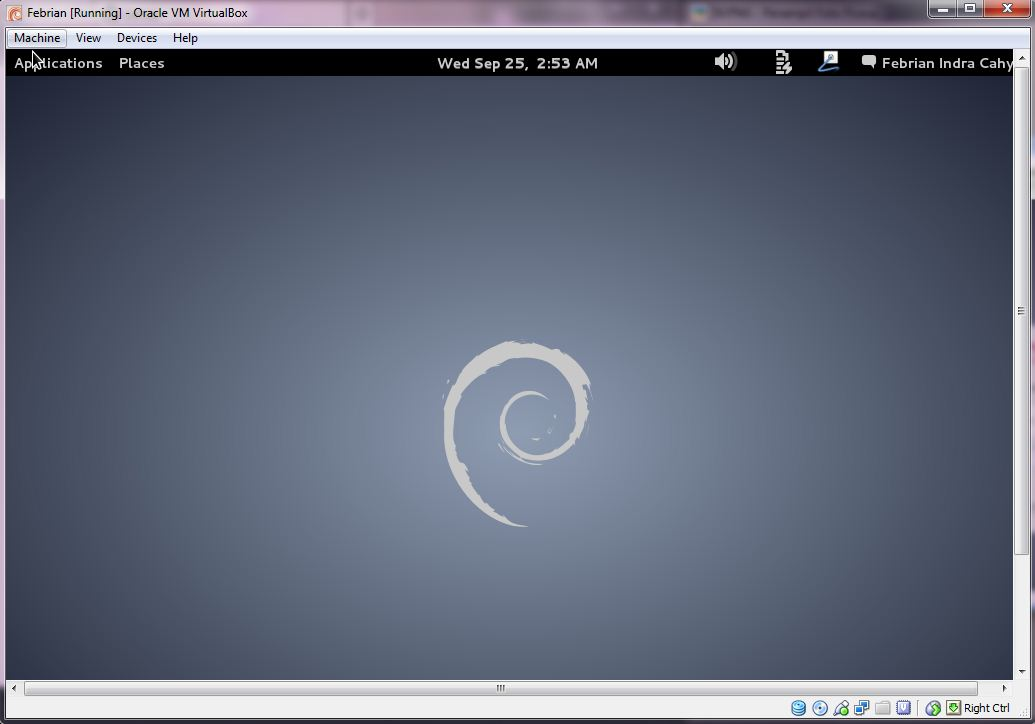 Febrian [Running] - Oracle VM VirtualBox
Machine View Devices Help
Applications Places Wed Sep 25, 2:53 AM Febrian Indra Cahy
Right Ctrl